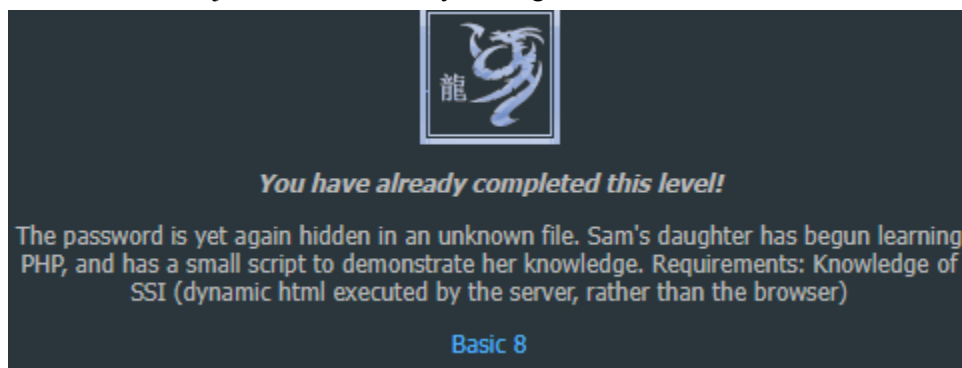 龍
You have already completed this level!
The password is yet again hidden in an unknown file. Sam's daughter has begun learning
PHP, and has a small script to demonstrate her knowledge. Requirements: Knowledge of
SSI (dynamic html executed by the server, rather than the browser)
Basic 8